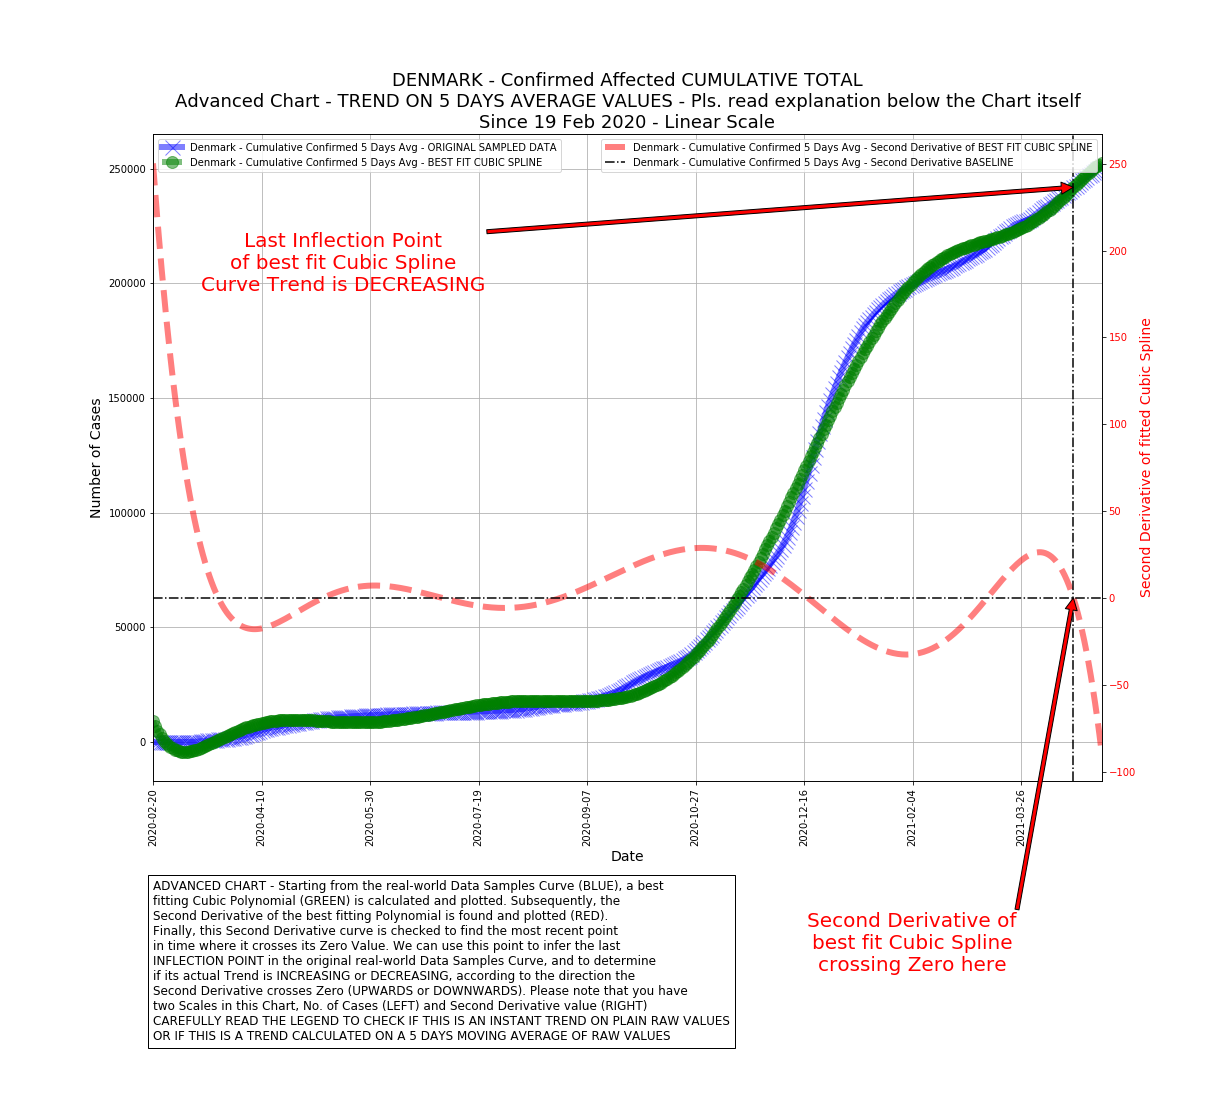 DENMARK - Confirmed Affected CUMULATIVE TOTAL
Advanced Chart - TREND ON 5 DAYS AVERAGE VALUES - Pls. read explanation below the Chart itself
Since 19 Feb 2020 - Linear Scale
Denmark - Cumulative Confirmed 5 Days Avg - ORIGINAL SAMPLED DATA
Denmark - Cumulative Confirmed 5 Days Avg - BEST FIT CUBIC SPLINE
Denmark - Cumulative Confirmed 5 Days Avg - Second Derivative of BEST FIT CUBIC SPLINE
Denmark - Cumulative Confirmed 5 Days Avg - Second Derivative BASELINE
Last Inflection Point
of best fit Cubic Spline
Curve Trend is DECREASING
Number of Cases
250000
200000
150000
100000
50000
0
250
200
150
100
50
0
−50
−100
Second Derivative of fitted Cubic Spline
2020-02-20
2020-04-10
2020-05-30
2020-07-19
2020-09-07
2020-10-27
2020-12-16
2021-02-04
2021-03-26
Date
ADVANCED CHART - Starting from the real-world Data Samples Curve (BLUE), a best
fitting Cubic Polynomial (GREEN) is calculated and plotted. Subsequently, the
Second Derivative of the best fitting Polynomial is found and plotted (RED).
Finally, this Second Derivative curve is checked to find the most recent point
in time where it crosses its Zero Value. We can use this point to infer the last
INFLECTION POINT in the original real-world Data Samples Curve, and to determine
if its actual Trend is INCREASING or DECREASING, according to the direction the
Second Derivative crosses Zero (UPWARDS or DOWNWARDS). Please note that you have
two Scales in this Chart, No. of Cases (LEFT) and Second Derivative value (RIGHT)
CAREFULLY READ THE LEGEND TO CHECK IF THIS IS AN INSTANT TREND ON PLAIN RAW VALUES
OR IF THIS IS A TREND CALCULATED ON A 5 DAYS MOVING AVERAGE OF RAW VALUES
Second Derivative of
best fit Cubic Spline
crossing Zero here